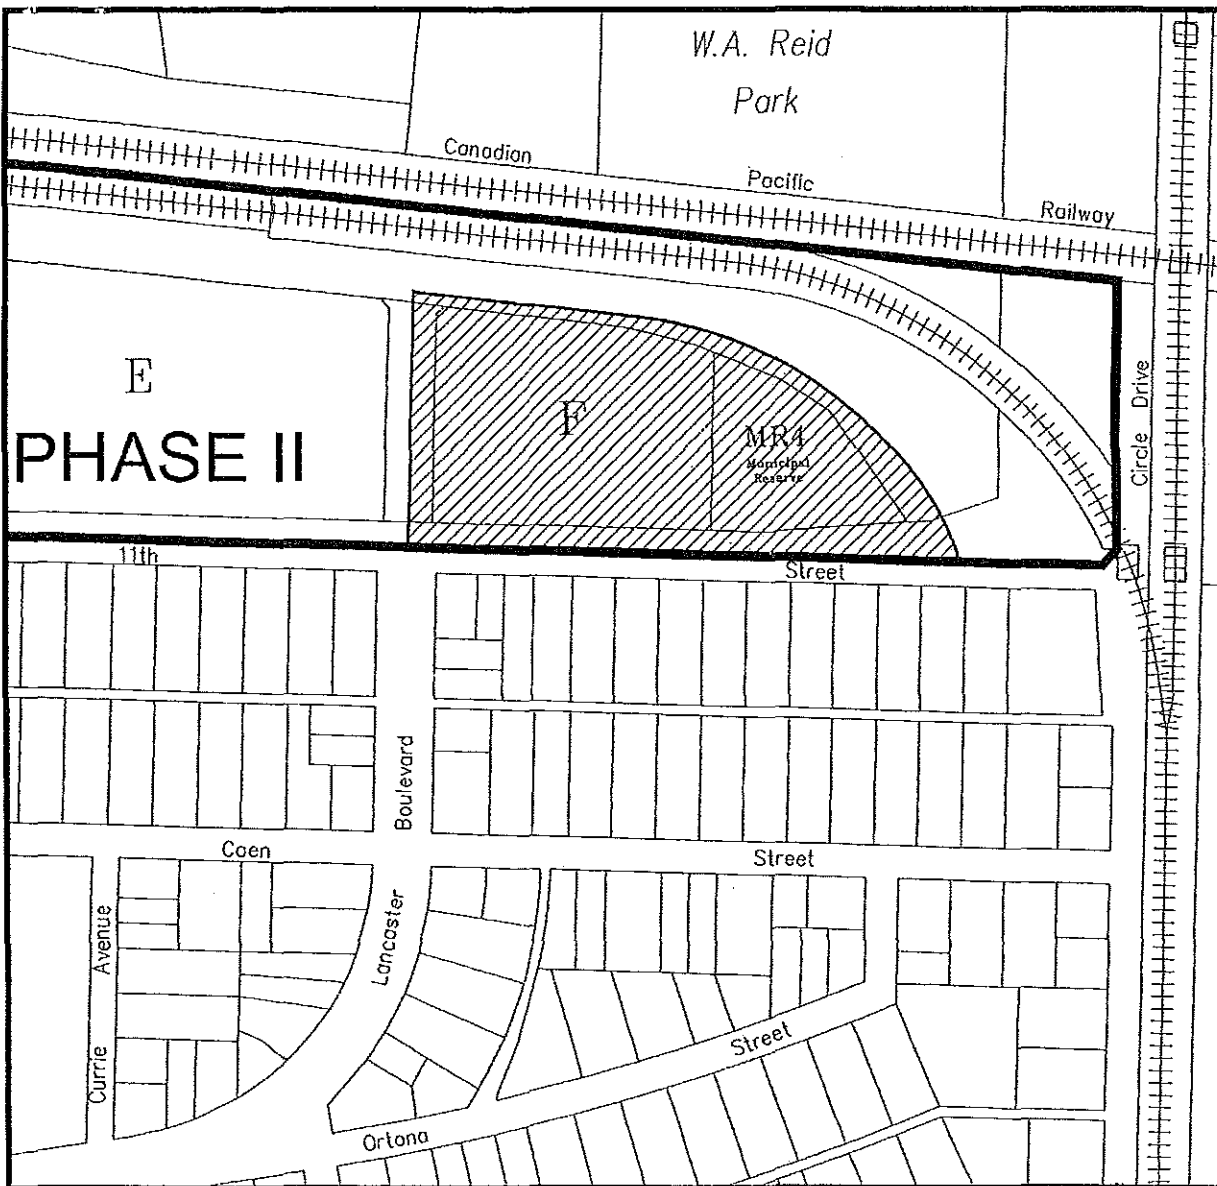 W.A. Reid
Park
Canadian
Pacific
Railway
E
PHASE II
F
MR4
Municipal
Reserve
Circle Drive
11th
Street
Boulevard
Caen
Street
Lancaster
Currie Avenue
Street
Ortona